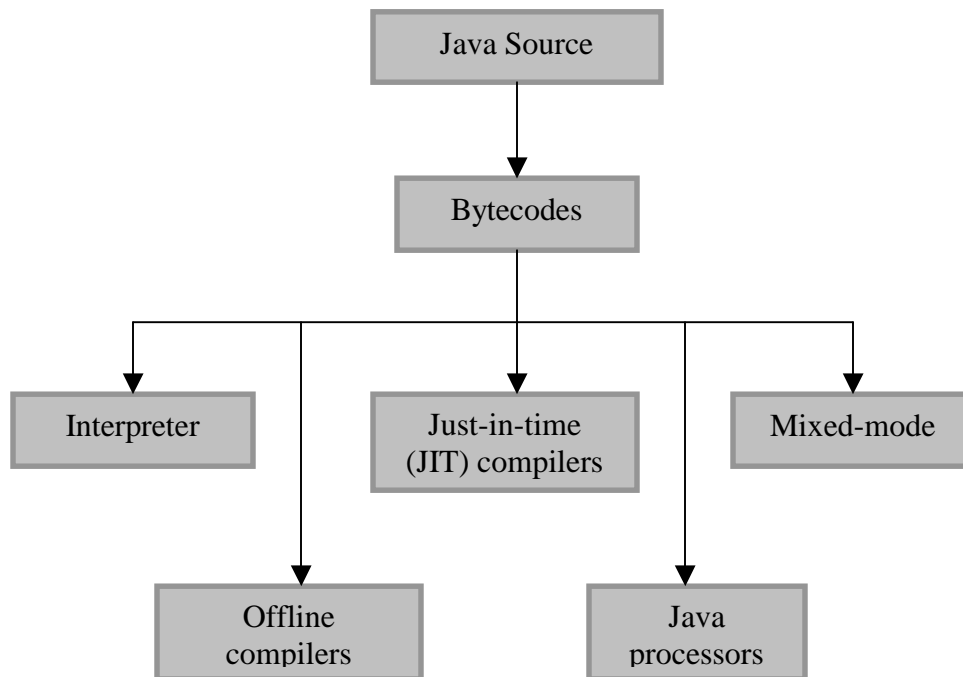 Java Source
Bytecodes
Interpreter
Just-in-time
(JIT) compilers
Mixed-mode
Offline
compilers
Java
processors